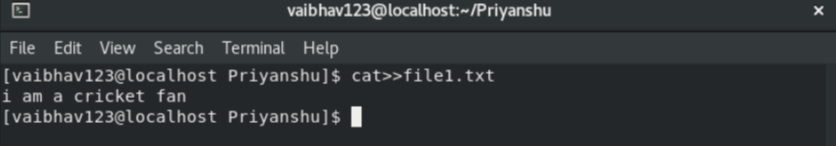 vaibhav123@localhost:~/Priyanshu ×
File Edit View Search Terminal Help
[vaibhav123@localhost Priyanshu]$ cat>>file1.txt
i am a cricket fan
[vaibhav123@localhost Priyanshu]$